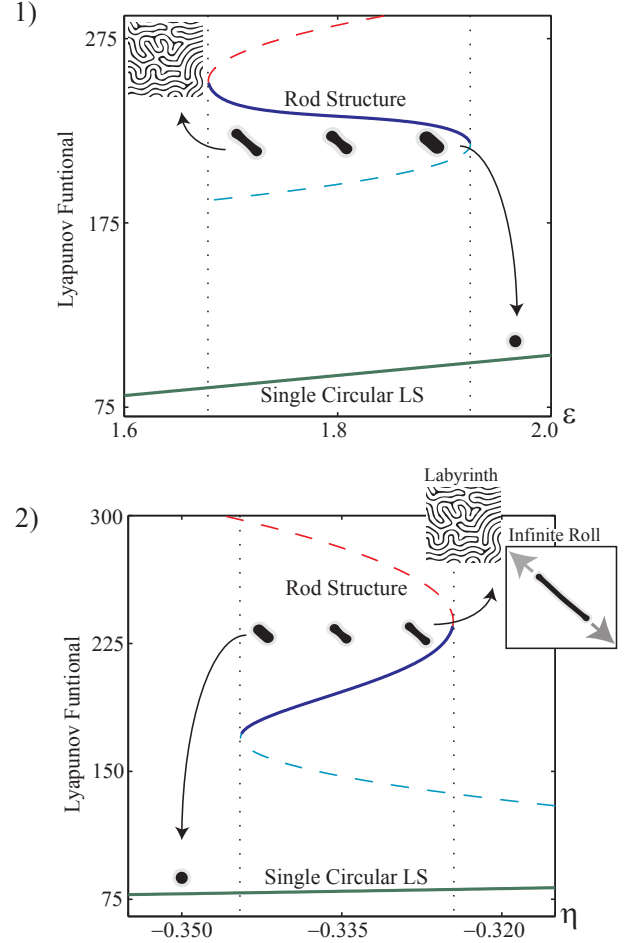 1)
275
Rod Structure
Lyapunov Funtional
175
Single Circular LS
75
1.6
1.8
2.0
ε
Labyrinth
2)
300
Infinite Roll
Rod Structure
225
Lyapunov Funtional
150
Single Circular LS
75
η
−0.350
−0.335
−0.320